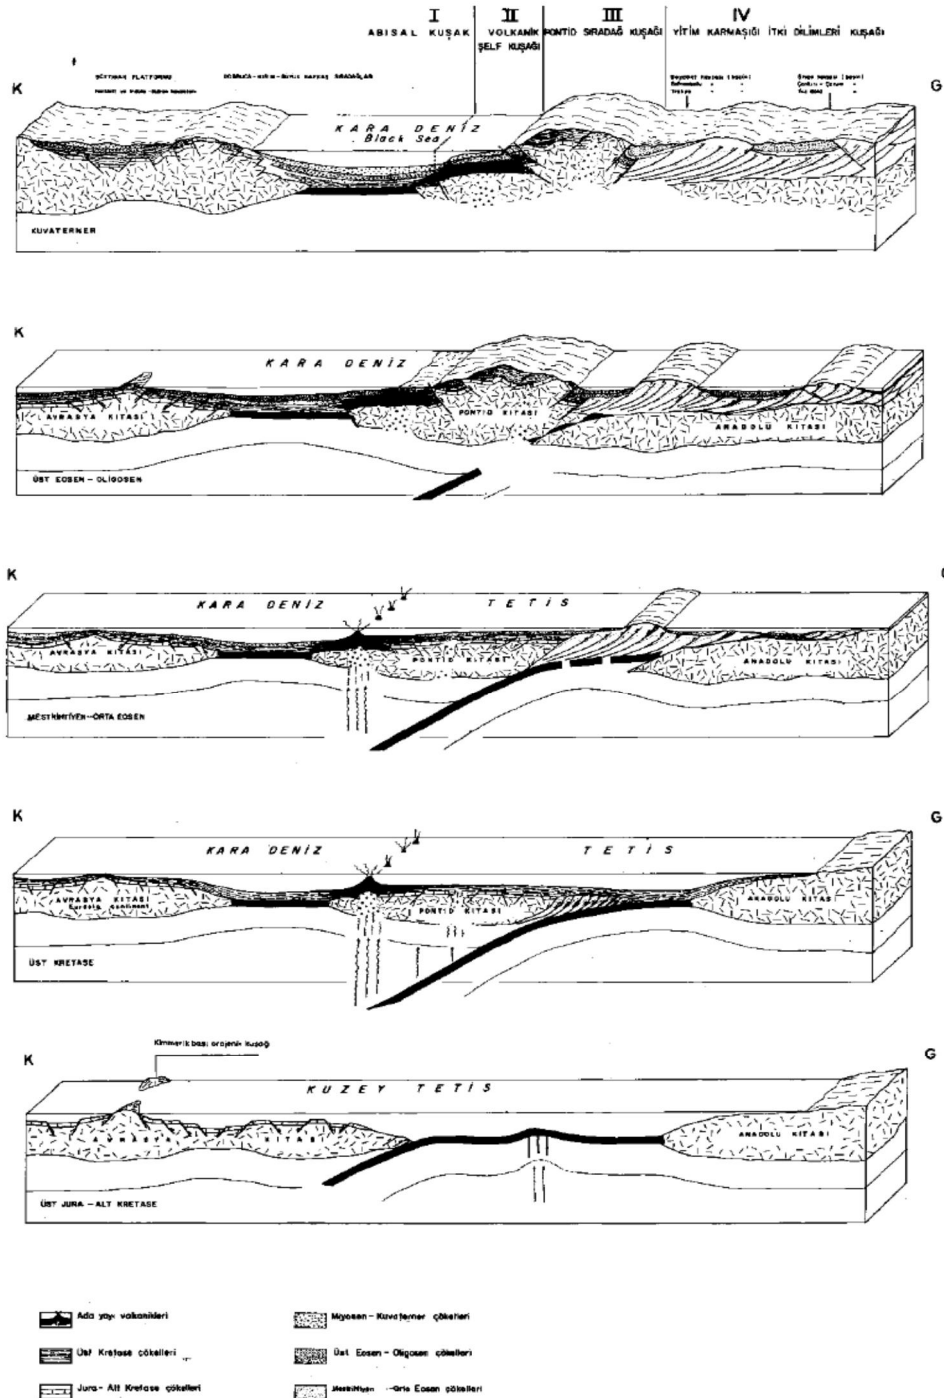 I II III IV
ABISAL KUŞAK VOLKANİK PONTİD SIRADAĞ KUŞAĞI YİTİM KARMAŞIĞI İTKİ DİLİMLERİ KUŞAĞI
ŞELF KUŞAĞI
K G
KARA DENİZ
Black Sea
KUVATERNER
K
KARA DENİZ
AVRASYA KITASI PONTİD KITASI ANADOLU KITASI
ÜST EOSEN - OLİGOSEN
K
KARA DENİZ TETİS
AVRASYA KITASI PONTİD KITASI ANADOLU KITASI
MESTRİHTİYEN-ORTA EOSEN
K G
KARA DENİZ TETİS
AVRASYA KITASI PONTİD KITASI ANADOLU KITASI
continent
ÜST KRETASE
Kimmerik başı orojenik kuşağı
K G
KUZEY TETİS
AVRASYA KITASI ANADOLU KITASI
ÜST JURA - ALT KRETASE
Ada yayı volkanikleri Miyosen - Kuvaterner çökelleri
Üst Kretase çökelleri Üst Eosen - Oligosen çökelleri
Jura - Alt Kretase çökelleri Eosen çökelleri